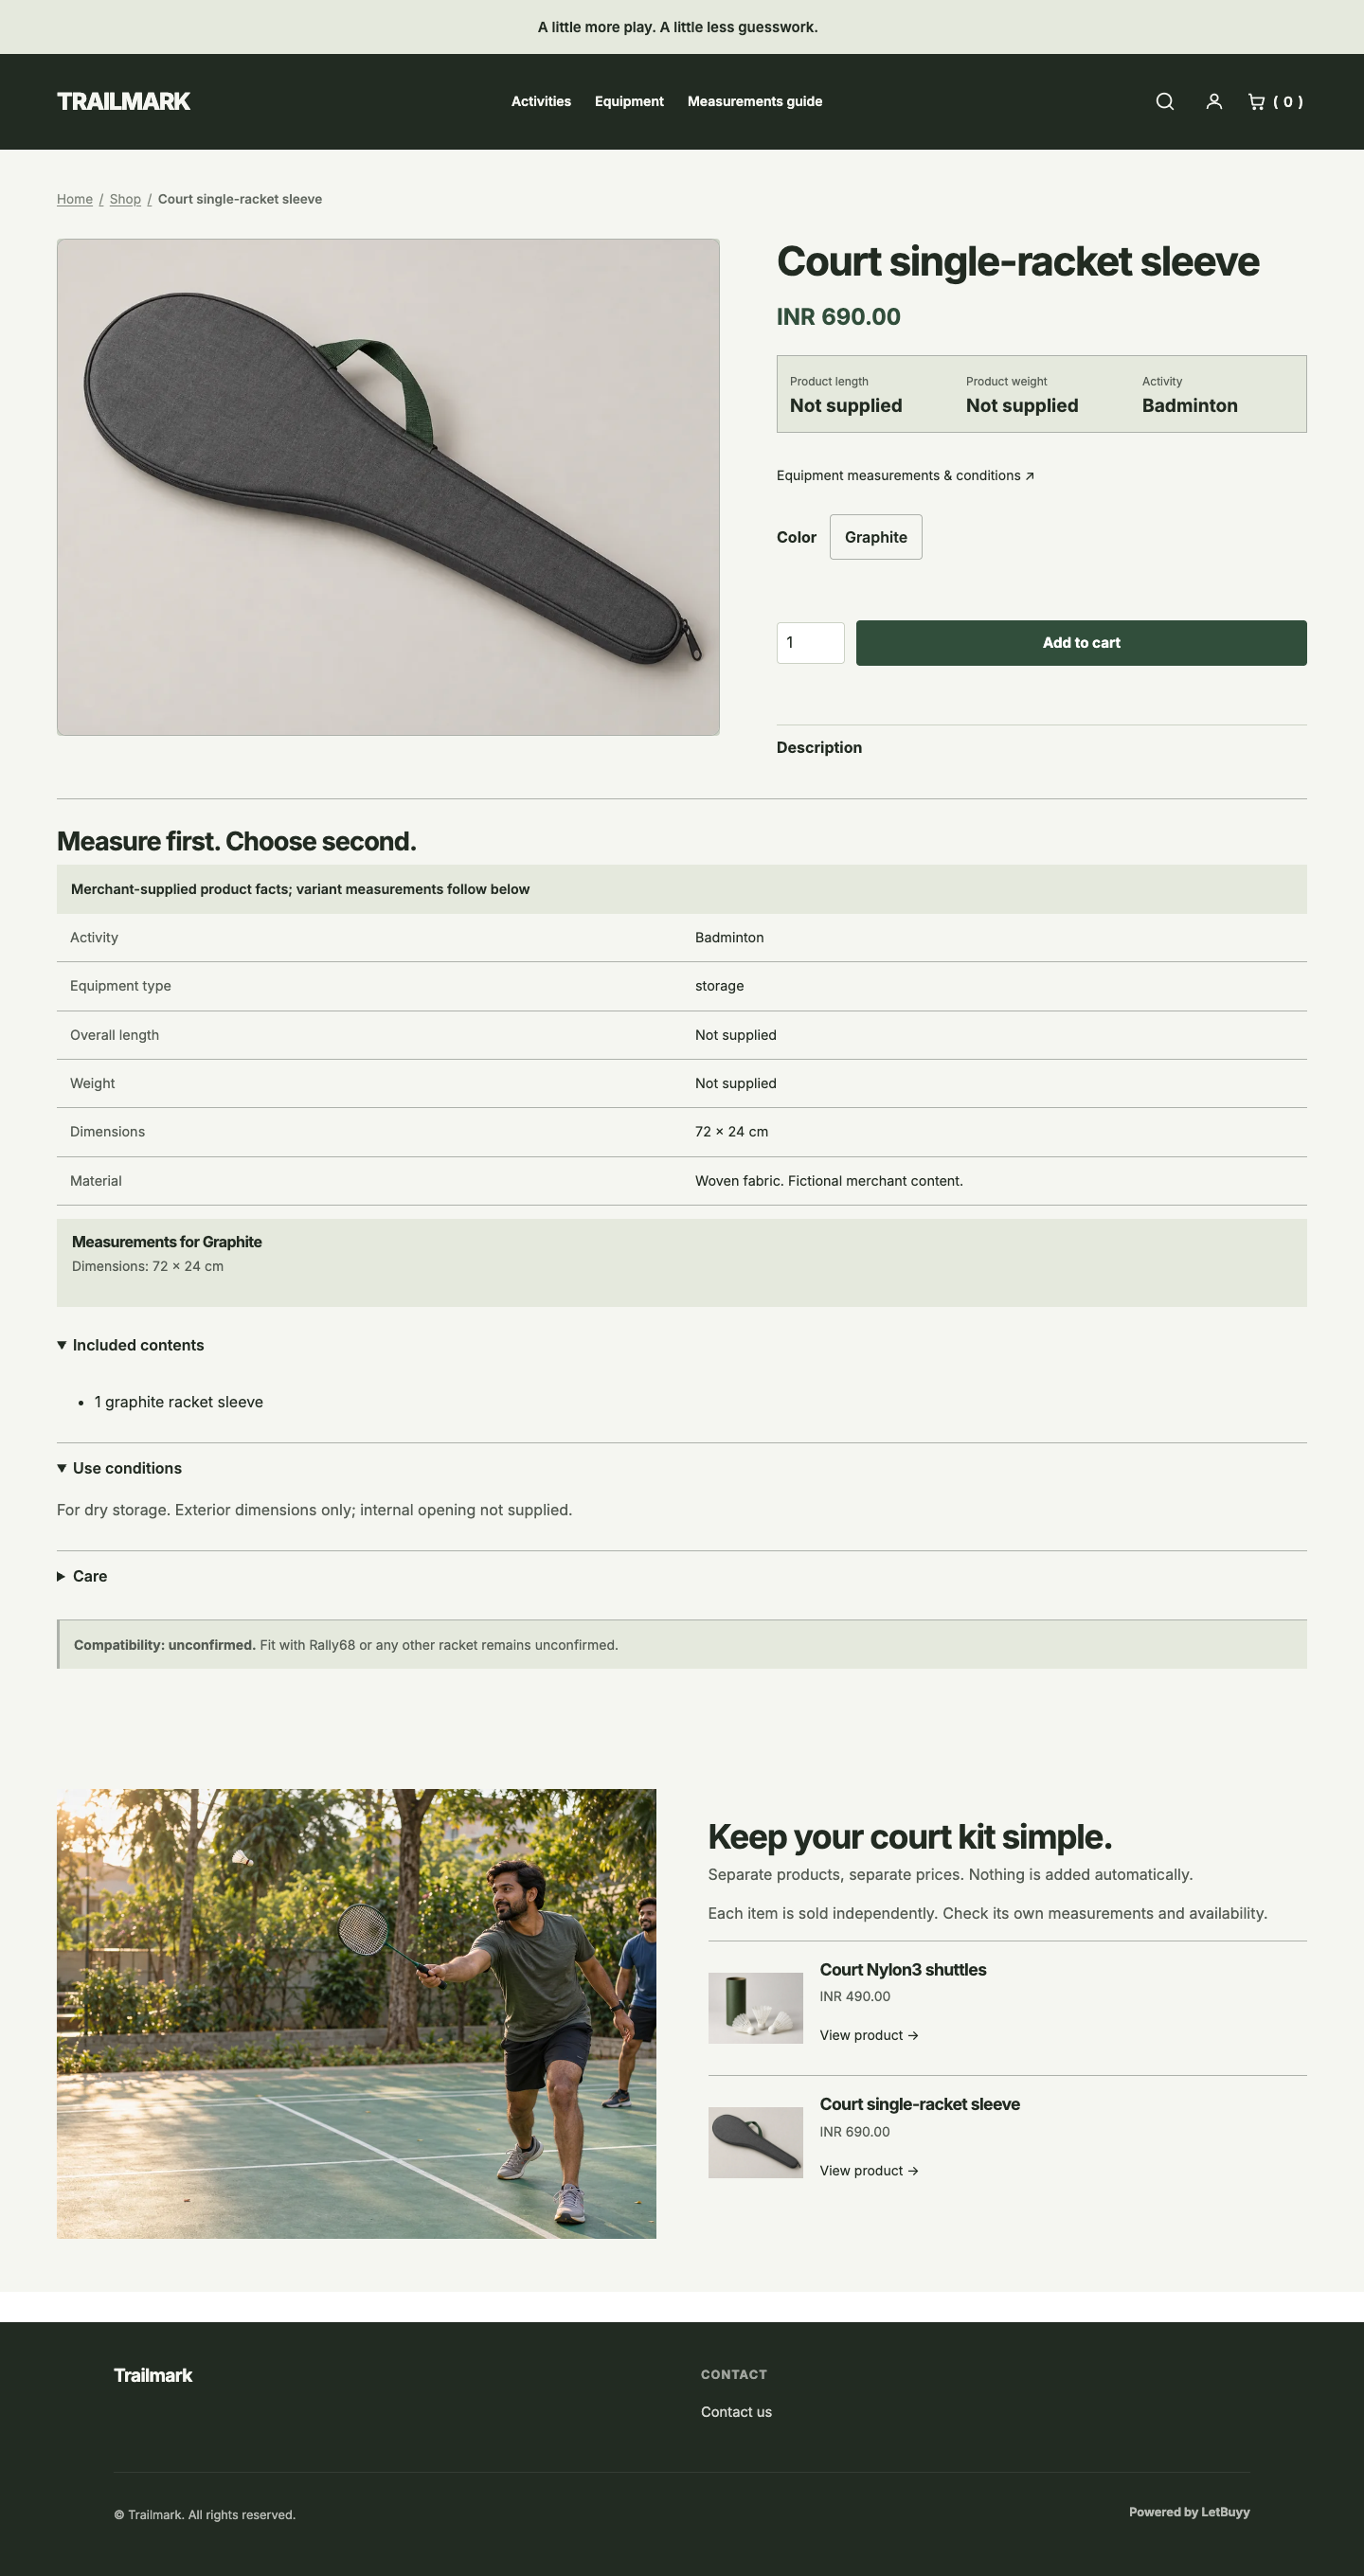 A little more play. A little less guesswork.
TRAILMARK
Activities Equipment Measurements guide
( 0 )
Home / Shop / Court single-racket sleeve
Court single-racket sleeve
INR 690.00
Product length Product weight Activity
Not supplied Not supplied Badminton
Equipment measurements & conditions ↗
Color Graphite
1 Add to cart
Description
Measure first. Choose second.
Merchant-supplied product facts; variant measurements follow below
Activity Badminton
Equipment type storage
Overall length Not supplied
Weight Not supplied
Dimensions 72 × 24 cm
Material Woven fabric. Fictional merchant content.
Measurements for Graphite
Dimensions: 72 × 24 cm
▼ Included contents
• 1 graphite racket sleeve
▼ Use conditions
For dry storage. Exterior dimensions only; internal opening not supplied.
▶ Care
Compatibility: unconfirmed. Fit with Rally68 or any other racket remains unconfirmed.
Keep your court kit simple.
Separate products, separate prices. Nothing is added automatically.
Each item is sold independently. Check its own measurements and availability.
Court Nylon3 shuttles
INR 490.00
View product →
Court single-racket sleeve
INR 690.00
View product →
Trailmark
CONTACT
Contact us
© Trailmark. All rights reserved.
Powered by LetBuyy